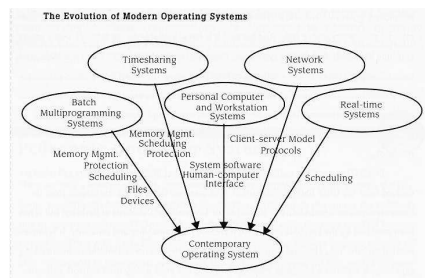 The Evolution of Modern Operating Systems
Timesharing
Systems
Network
Systems
Batch
Multiprogramming
Systems
Personal Computer
and Workstation
Systems
Real-time
Systems
Memory Mgmt.
Protection
Scheduling
Files
Devices
Memory Mgmt.
Scheduling
Protection
System software
Human-computer
Interface
Client-server Model
Protocols
Scheduling
Contemporary
Operating System